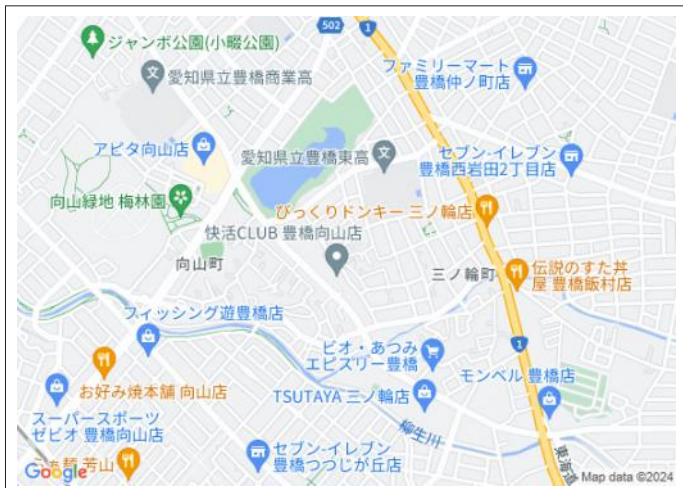 ジャンボ公園(小畷公園)
502
1
愛知県立豊橋商業高
ファミリーマート
豊橋仲ノ町店
アピタ向山店
愛知県立豊橋東高
セブン-イレブン
豊橋西岩田2丁目店
向山緑地 梅林園
びっくりドンキー 三ノ輪店
快活CLUB 豊橋向山店
向山町
三ノ輪町
伝説のすた丼
屋 豊橋飯村店
フィッシング遊豊橋店
ビオ・あつみ
エピスリー豊橋
1
モンベル 豊橋店
お好み焼本舗 向山店
TSUTAYA 三ノ輪店
スーパースポーツ
ゼビオ 豊橋向山店
柳生川
セブン-イレブン
豊橋つつじが丘店
芳山
東海道
Google
Map data ©2024